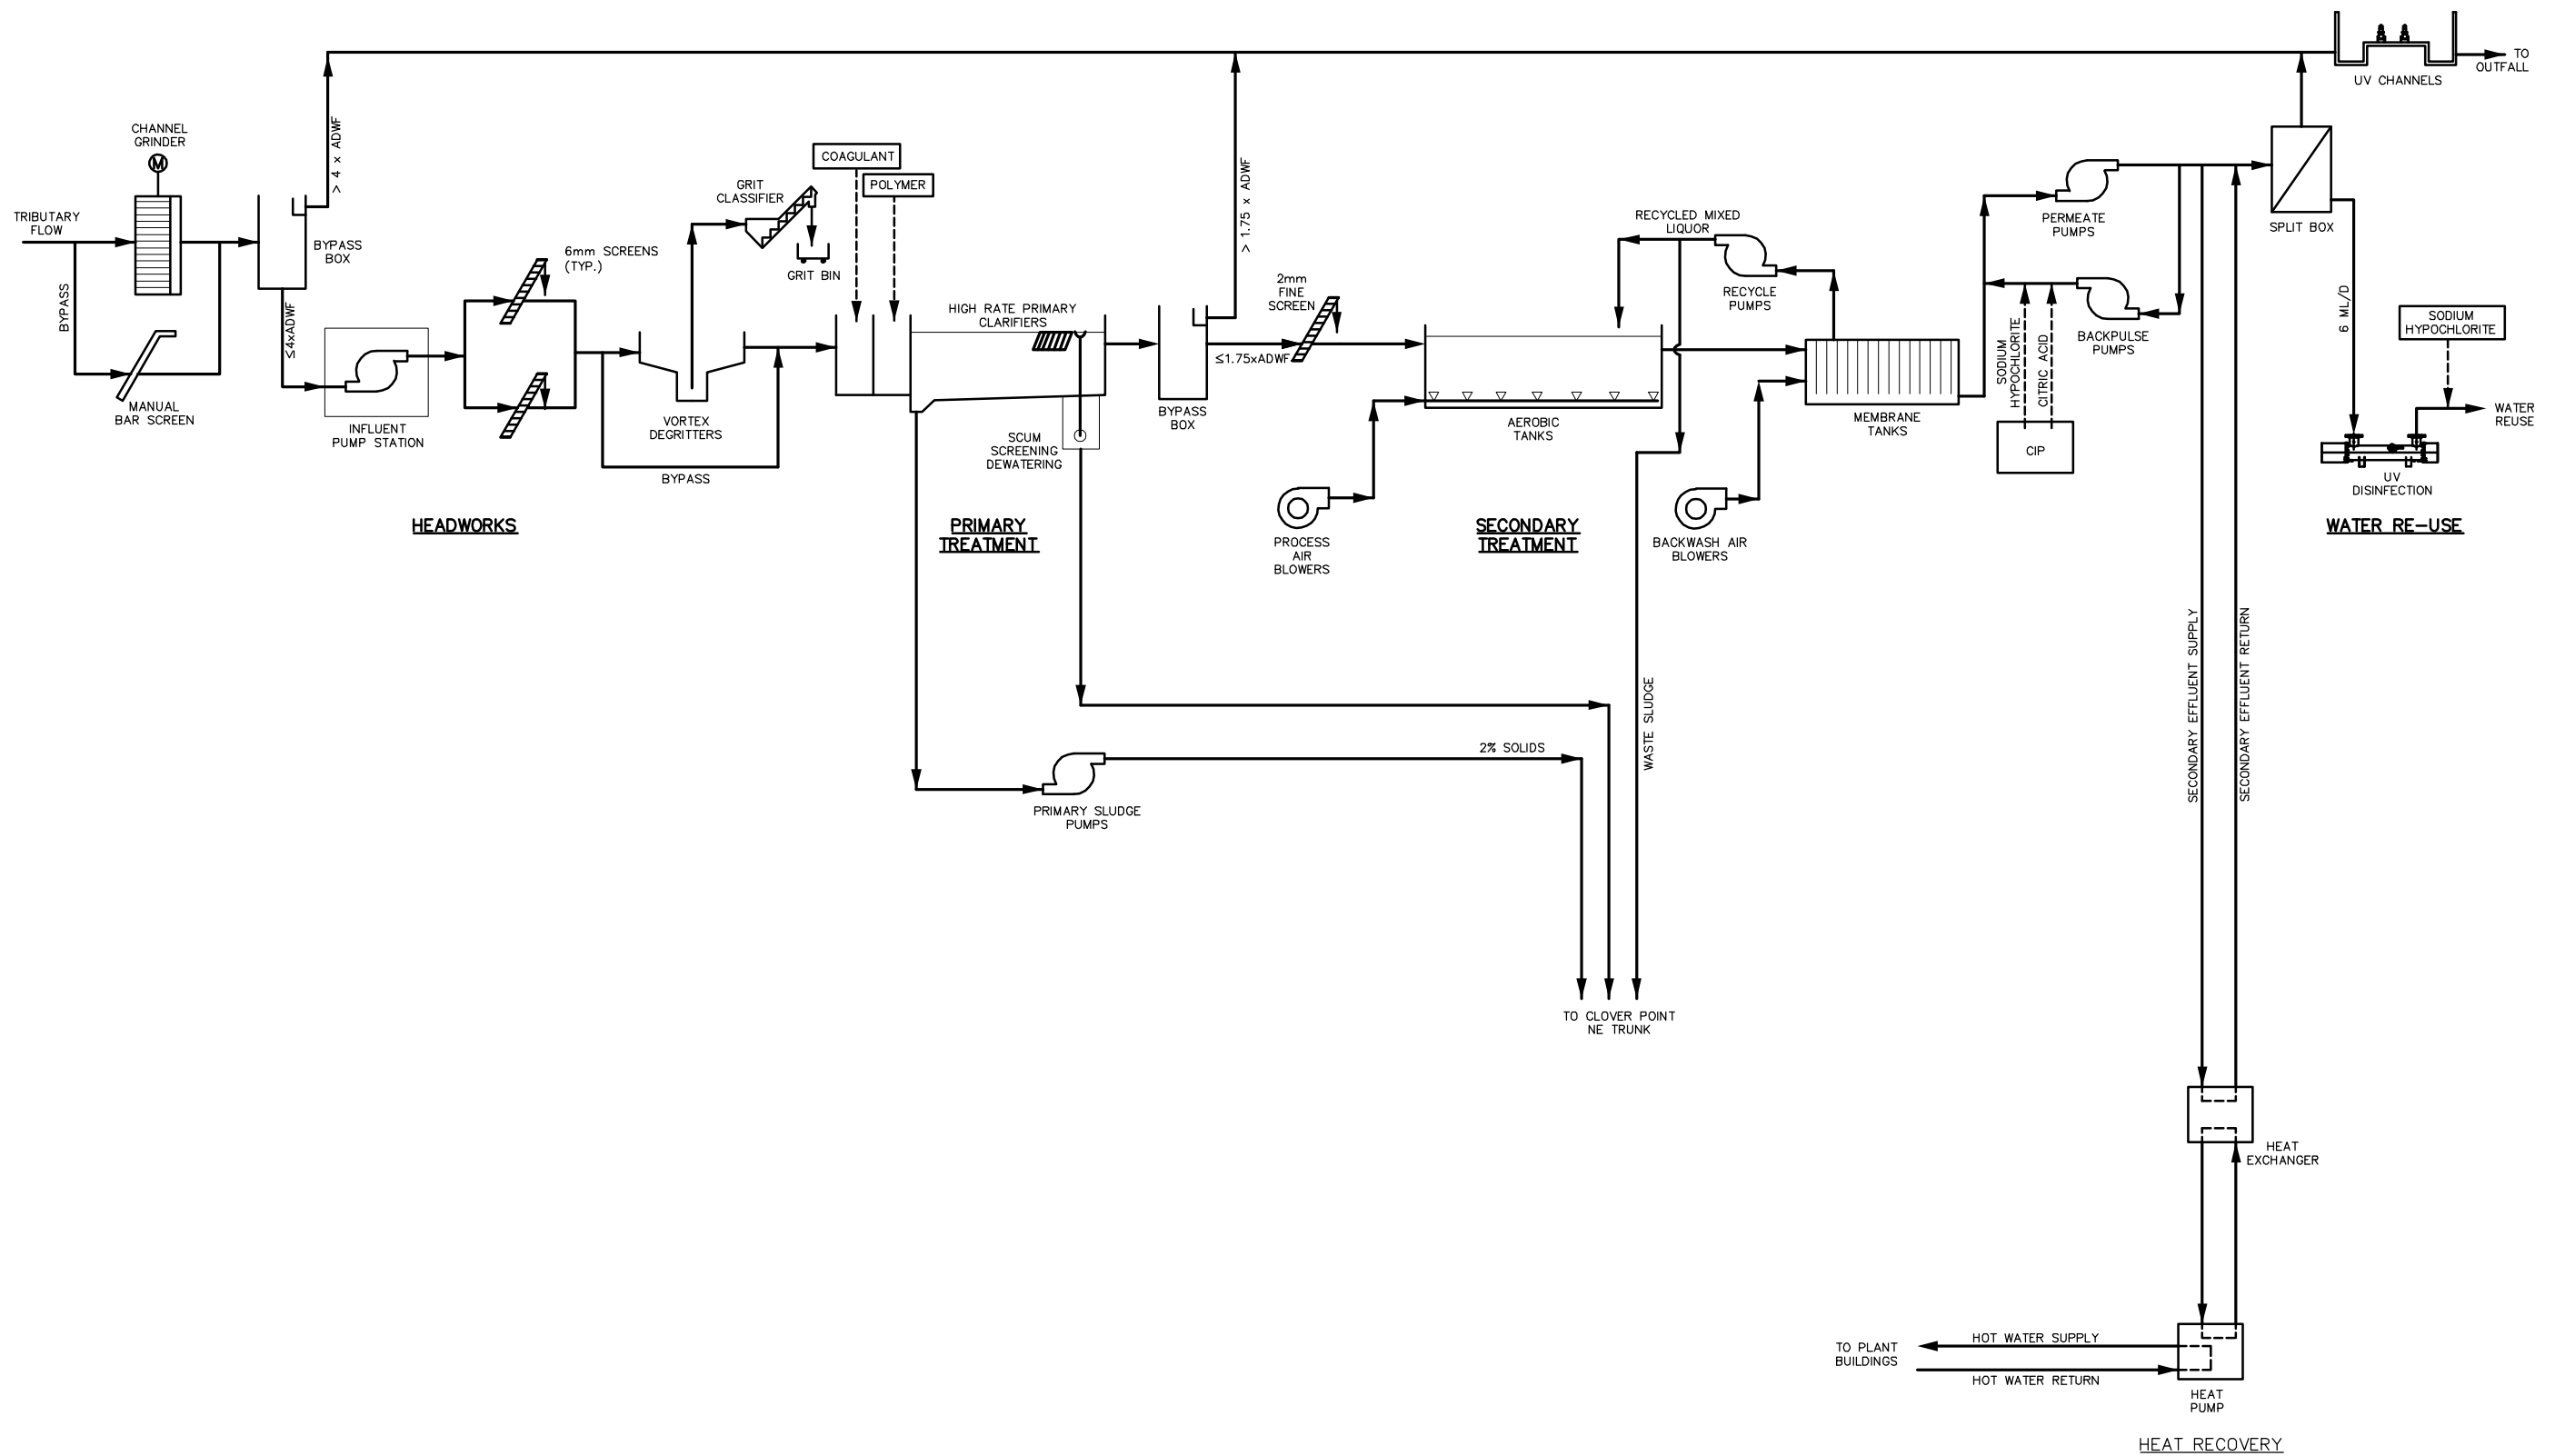 TO
OUTFALL
UV CHANNELS
CHANNEL
GRINDER
M
> 4 x ADWF
COAGULANT
POLYMER
GRIT
CLASSIFIER
> 1.75 x ADWF
TRIBUTARY
FLOW
BYPASS
BOX
6mm SCREENS
(TYP.)
GRIT BIN
RECYCLED MIXED
LIQUOR
PERMEATE
PUMPS
SPLIT BOX
BYPASS
≤4xADWF
HIGH RATE PRIMARY
CLARIFIERS
2mm
FINE
SCREEN
RECYCLE
PUMPS
BACKPULSE
PUMPS
6 ML/D
SODIUM
HYPOCHLORITE
SODIUM
HYPOCHLORITE
CITRIC ACID
≤1.75xADWF
MANUAL
BAR SCREEN
INFLUENT
PUMP STATION
VORTEX
DEGRITTERS
BYPASS
BOX
AEROBIC
TANKS
MEMBRANE
TANKS
WATER
REUSE
SCUM
SCREENING
DEWATERING
CIP
BYPASS
UV
DISINFECTION
HEADWORKS
PRIMARY
TREATMENT
SECONDARY
TREATMENT
WATER RE-USE
PROCESS
AIR
BLOWERS
BACKWASH AIR
BLOWERS
SECONDARY EFFLUENT SUPPLY
SECONDARY EFFLUENT RETURN
WASTE SLUDGE
2% SOLIDS
PRIMARY SLUDGE
PUMPS
TO CLOVER POINT
NE TRUNK
HEAT
EXCHANGER
TO PLANT
BUILDINGS
HOT WATER SUPPLY
HOT WATER RETURN
HEAT
PUMP
HEAT RECOVERY